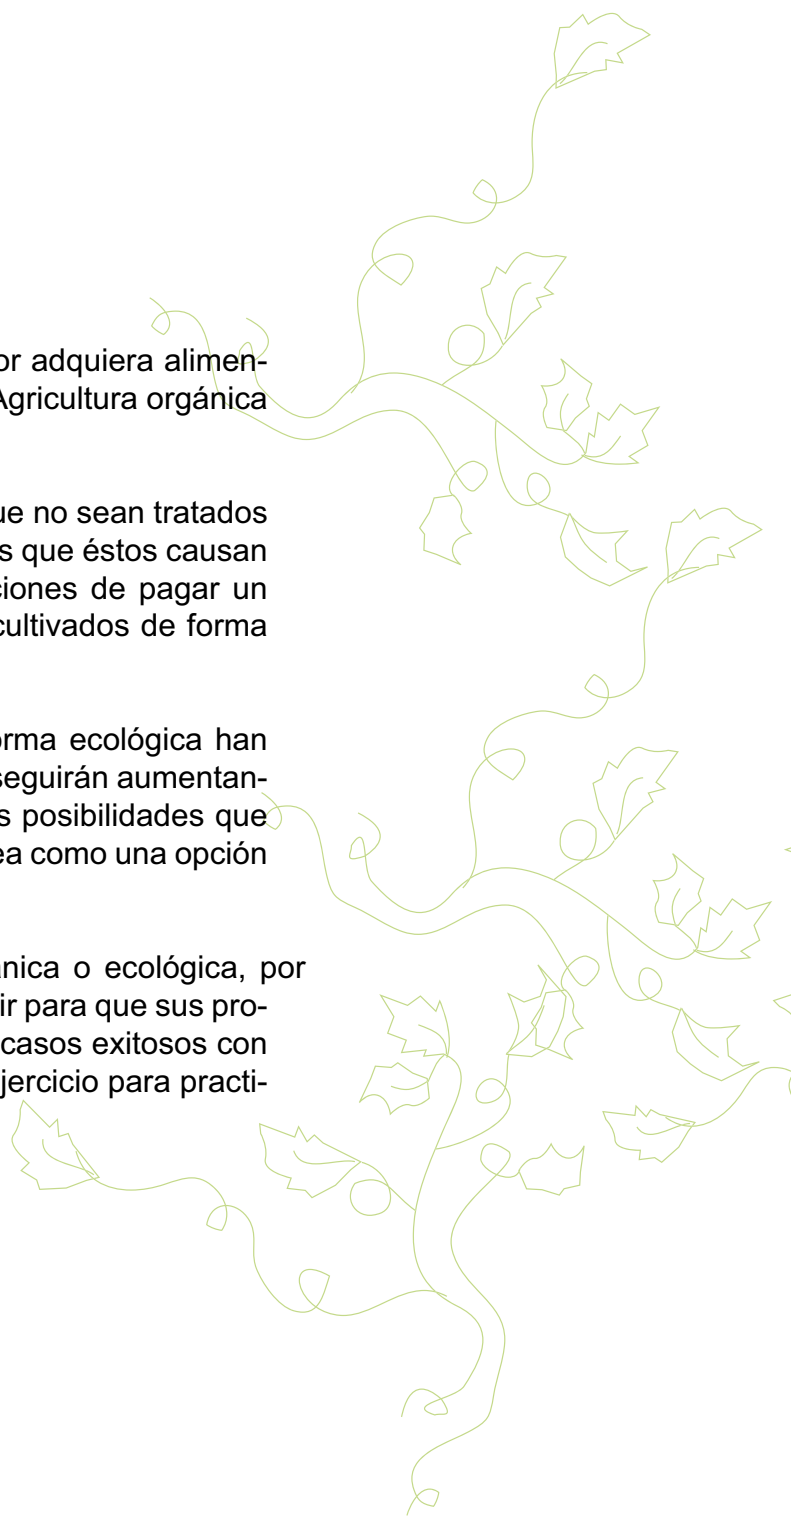 or adquiera alimen-
Agricultura orgánica
ue no sean tratados
s que éstos causan
ciones de pagar un
cultivados de forma
orma ecológica han
seguirán aumentan-
s posibilidades que
ea como una opción
ánica o ecológica, por
ir para que sus pro-
casos exitosos con
jercicio para practi-